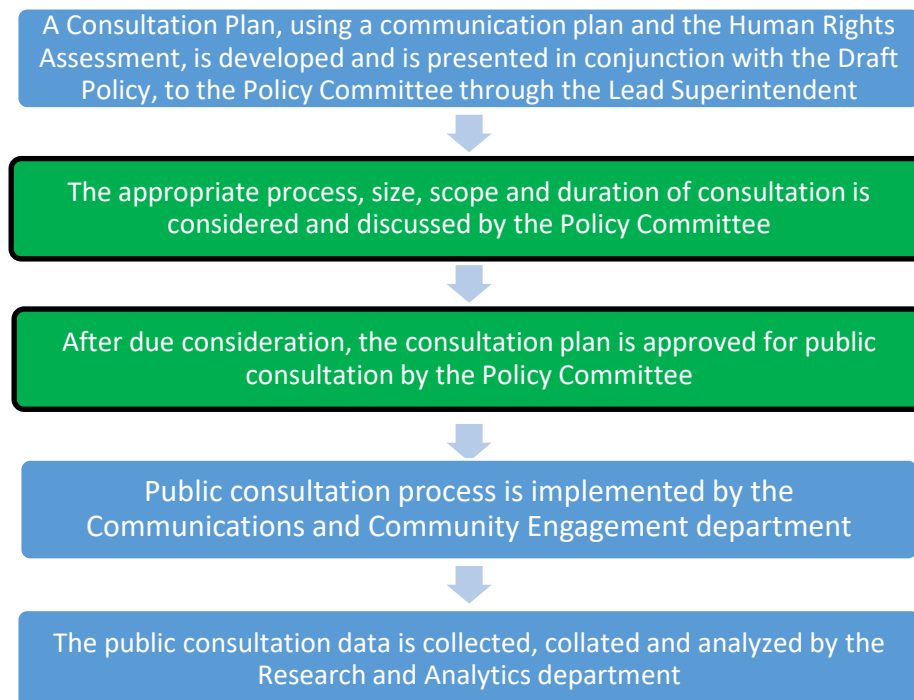 A Consultation Plan, using a communication plan and the Human Rights
Assessment, is developed and is presented in conjunction with the Draft
Policy, to the Policy Committee through the Lead Superintendent
The appropriate process, size, scope and duration of consultation is
considered and discussed by the Policy Committee
After due consideration, the consultation plan is approved for public
consultation by the Policy Committee
Public consultation process is implemented by the
Communications and Community Engagement department
The public consultation data is collected, collated and analyzed by the
Research and Analytics department